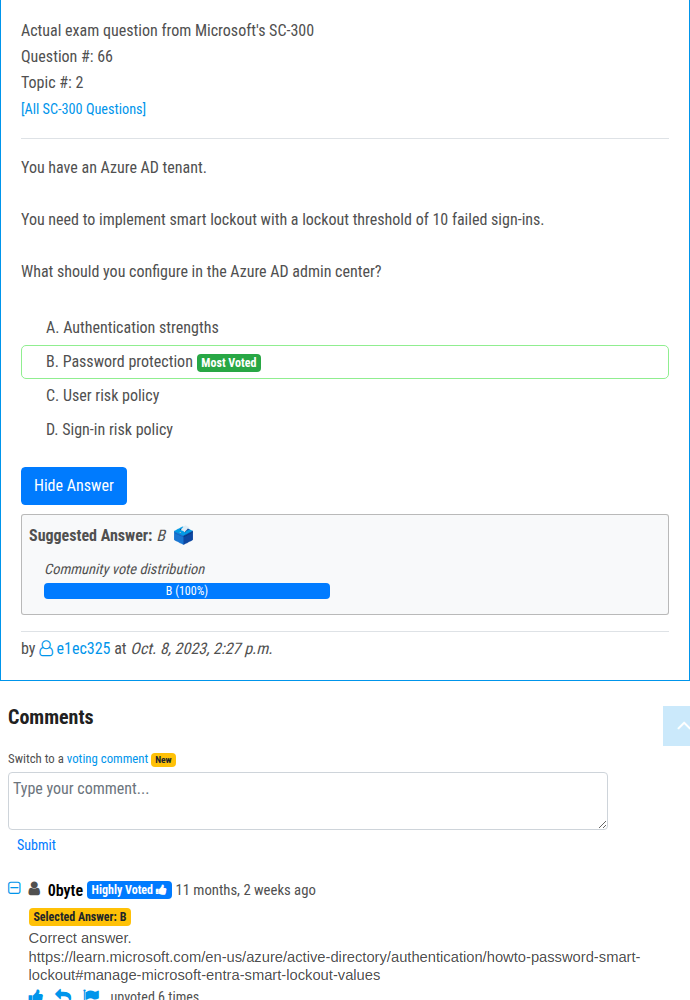 Actual exam question from Microsoft's SC-300
Question #: 66
Topic #: 2
[All SC-300 Questions]
You have an Azure AD tenant.
You need to implement smart lockout with a lockout threshold of 10 failed sign-ins.
What should you configure in the Azure AD admin center?
A. Authentication strengths
B. Password protection Most Voted
C. User risk policy
D. Sign-in risk policy
Hide Answer
Suggested Answer: B
Community vote distribution
B (100%)
by e1ec325 at Oct. 8, 2023, 2:27 p.m.
Comments
Switch to a voting comment New
Type your comment...
Submit
0byte Highly Voted 11 months, 2 weeks ago
Selected Answer: B
Correct answer.
https://learn.microsoft.com/en-us/azure/active-directory/authentication/howto-password-smart-
lockout#manage-microsoft-entra-smart-lockout-values
upvoted 6 times